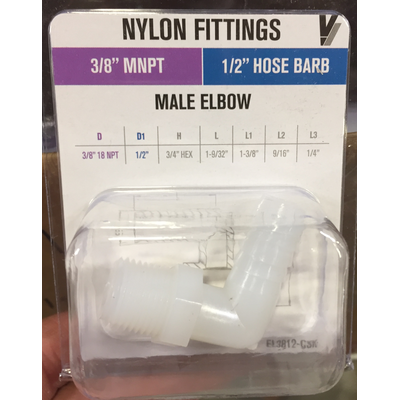 NYLON FITTINGS
3/8" MNPT 1/2" HOSE BARB
MALE ELBOW
D D1 H L L1 L2 L3
3/8" 18 NPT 1/2" 3/4" HEX 1-9/32" 1-3/8" 9/16" 1/4"